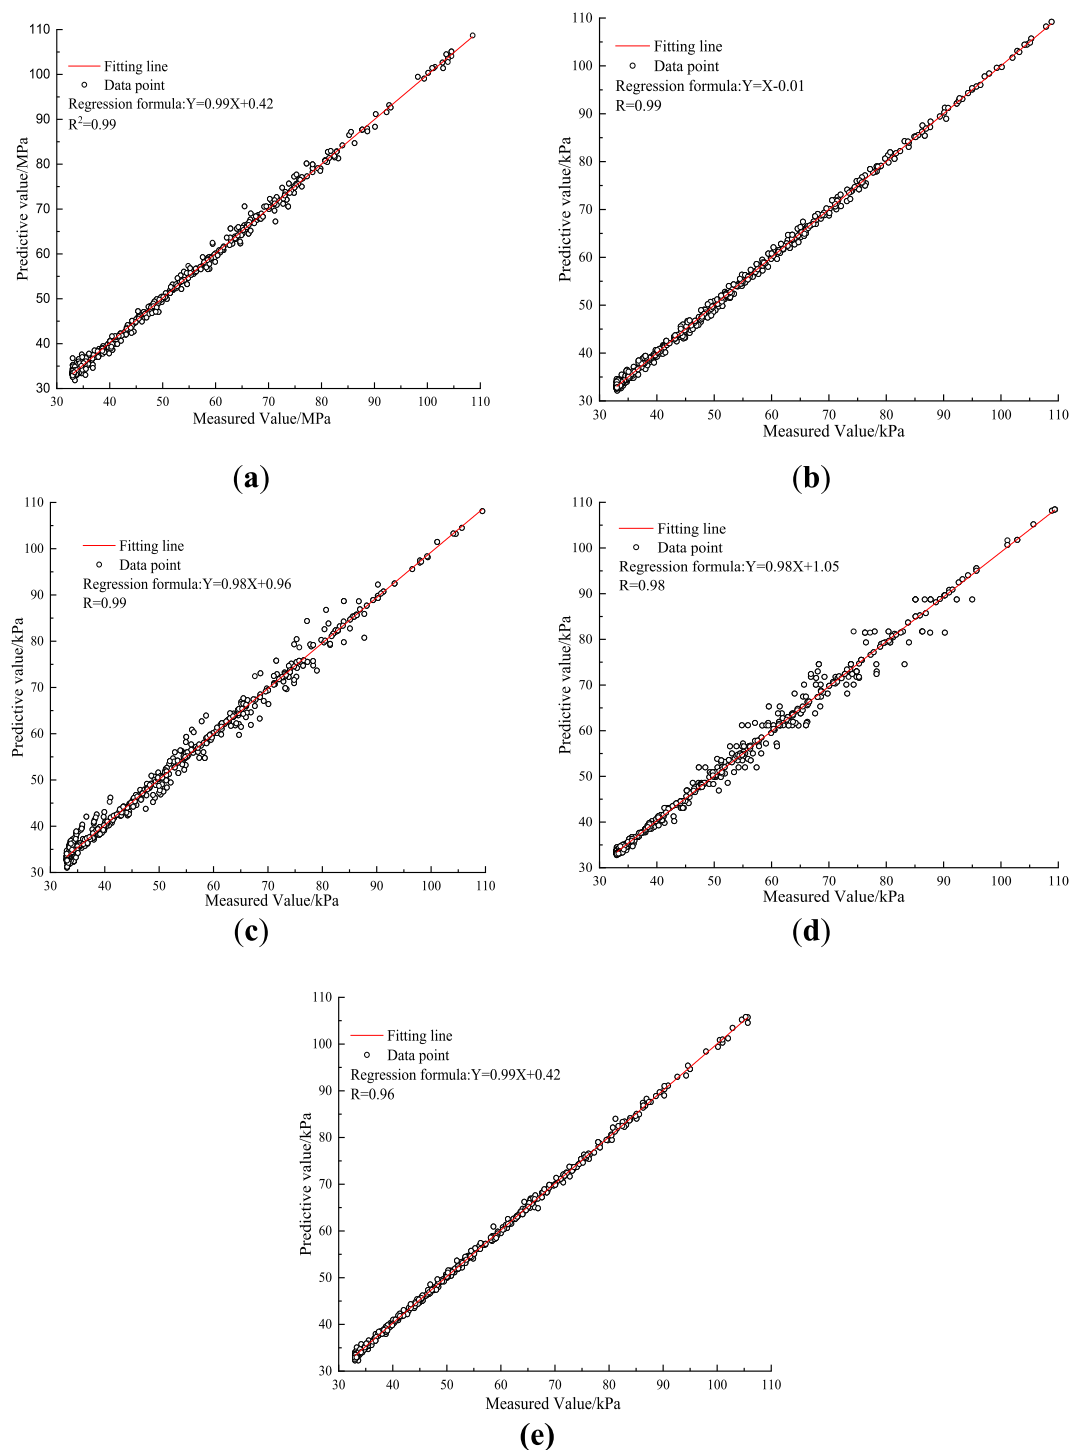 110
100
90
80
70
60
50
40
30
Predictive value/MPa
Fitting line
Data point
Regression formula:Y=0.99X+0.42
R²=0.99
30 40 50 60 70 80 90 100 110
Measured Value/MPa
(a)
110
100
90
80
70
60
50
40
30
Predictive value/kPa
Fitting line
Data point
Regression formula:Y=X-0.01
R=0.99
30 40 50 60 70 80 90 100 110
Measured Value/kPa
(b)
110
100
90
80
70
60
50
40
30
Predictive value/kPa
Fitting line
Data point
Regression formula:Y=0.98X+0.96
R=0.99
30 40 50 60 70 80 90 100 110
Measured Value/kPa
(c)
110
100
90
80
70
60
50
40
30
Predictive value/kPa
Fitting line
Data point
Regression formula:Y=0.98X+1.05
R=0.98
30 40 50 60 70 80 90 100 110
Measured Value/kPa
(d)
110
100
90
80
70
60
50
40
30
Predictive value/kPa
Fitting line
Data point
Regression formula:Y=0.99X+0.42
R=0.96
30 40 50 60 70 80 90 100 110
Measured Value/kPa
(e)